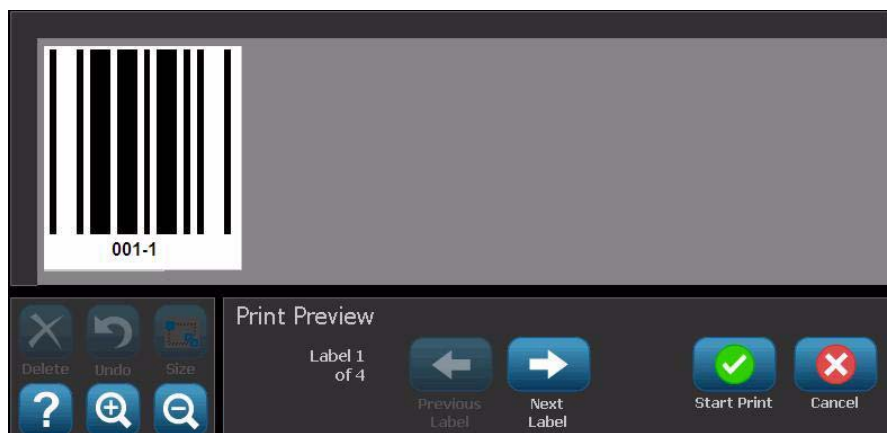 001-1
Print Preview
Label 1
of 4
Delete
Undo
Size
Previous
Label
Next
Label
Start Print
Cancel
?